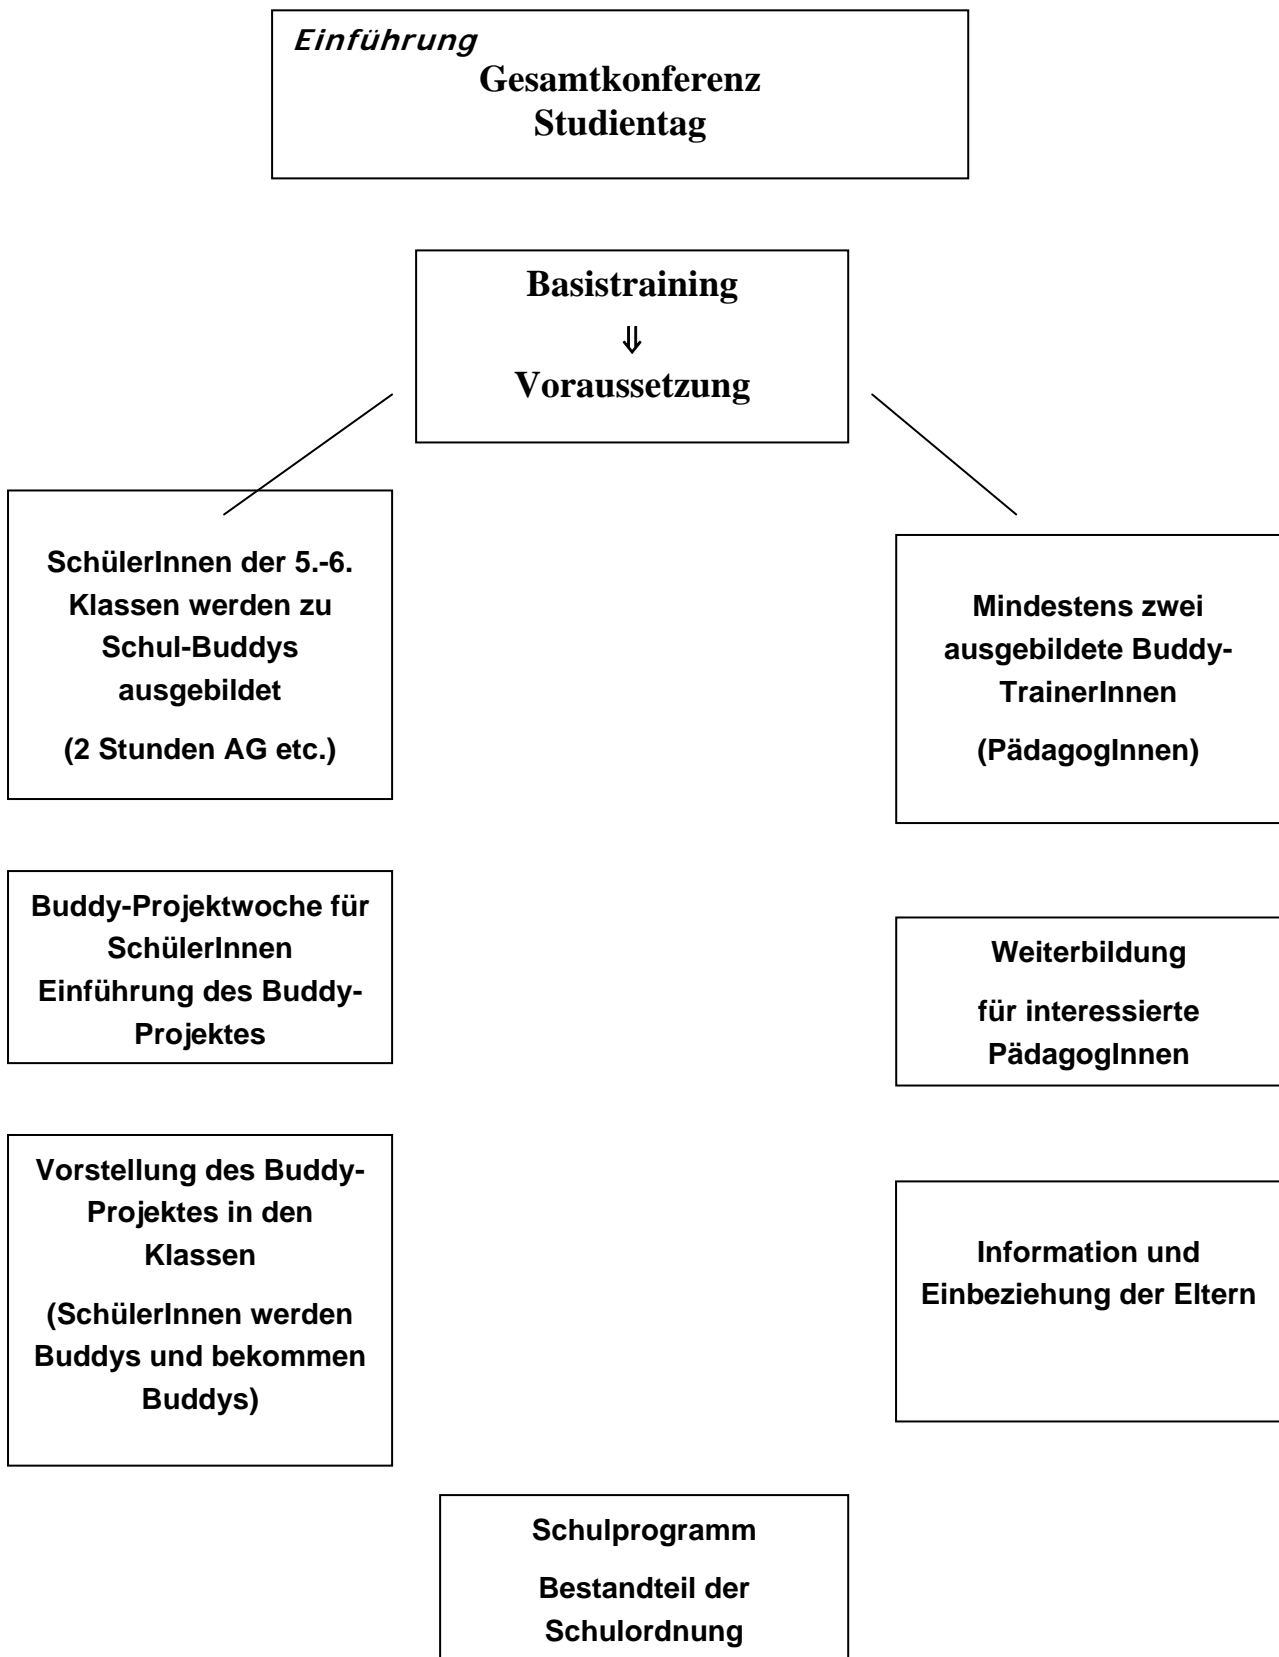 Einführung
Gesamtkonferenz
Studientag
Basistraining
⇓
Voraussetzung
SchülerInnen der 5.-6.
Klassen werden zu
Schul-Buddys
ausgebildet
(2 Stunden AG etc.)
Mindestens zwei
ausgebildete Buddy-
TrainerInnen
(PädagogInnen)
Buddy-Projektwoche für
SchülerInnen
Einführung des Buddy-
Projektes
Weiterbildung
für interessierte
PädagogInnen
Vorstellung des Buddy-
Projektes in den
Klassen
(SchülerInnen werden
Buddys und bekommen
Buddys)
Information und
Einbeziehung der Eltern
Schulprogramm
Bestandteil der
Schulordnung